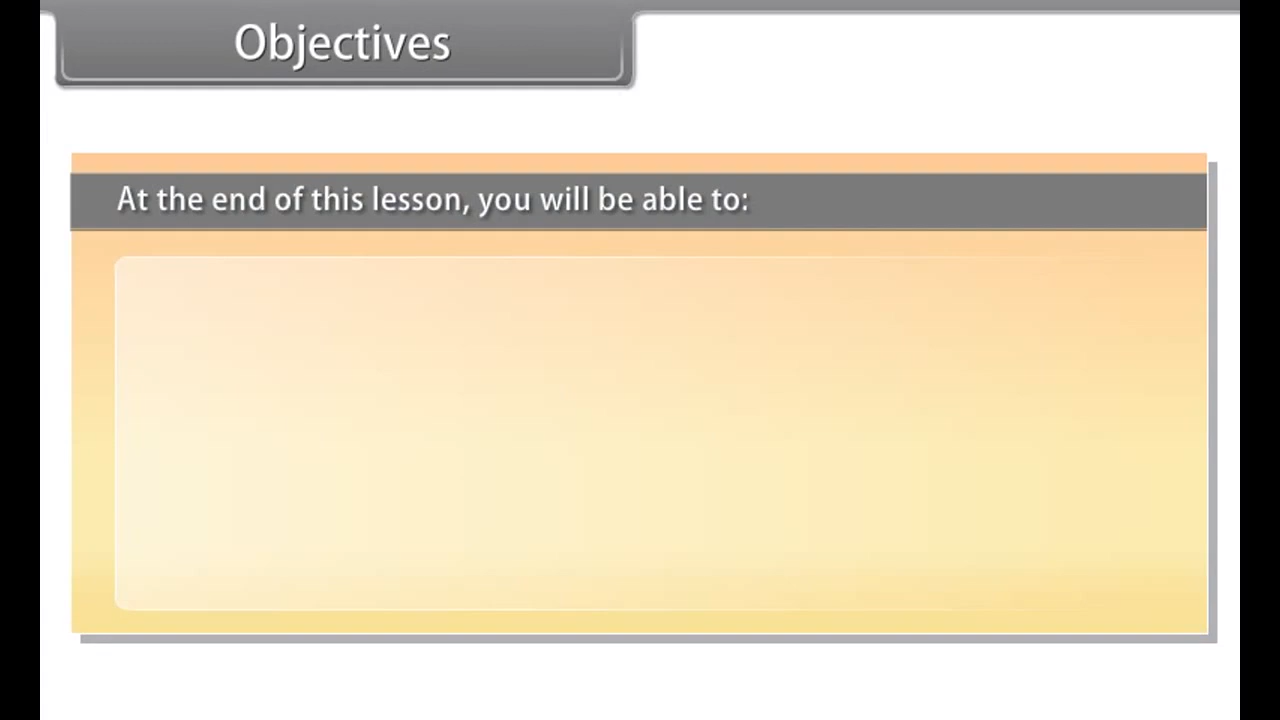 Objectives
At the end of this lesson, you will be able to: